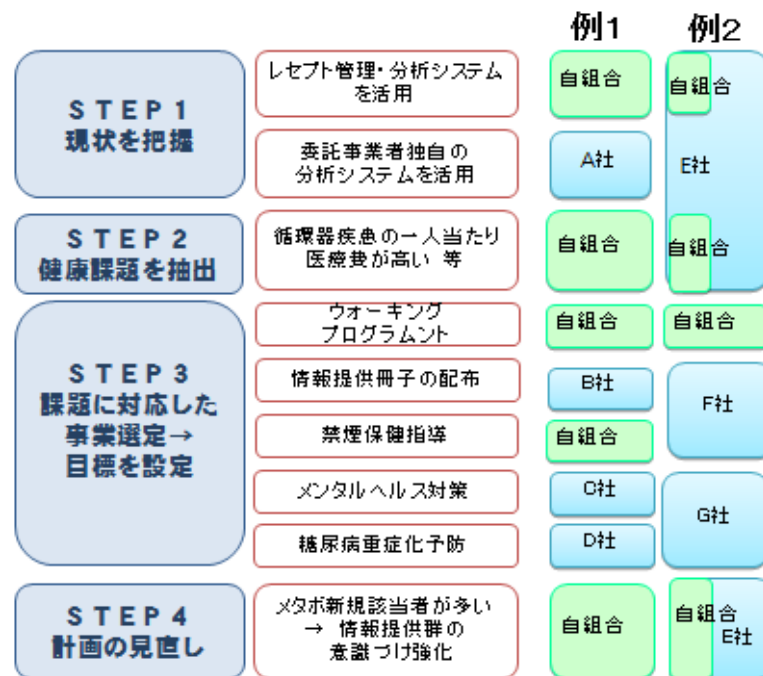 例1
例2
STEP1
現状を把握
レセプト管理・分析システム
を活用
自組合
自組合
委託事業者独自の
分析システムを活用
A社
E社
STEP2
健康課題を抽出
循環器疾患の一人当たり
医療費が高い 等
自組合
自組合
STEP3
課題に対応した
事業選定→
目標を設定
ウォーキング
プログラムント
自組合
自組合
情報提供冊子の配布
B社
F社
禁煙保健指導
自組合
メンタルヘルス対策
C社
G社
糖尿病重症化予防
D社
STEP4
計画の見直し
メタボ新規該当者が多い
→ 情報提供群の
意識づけ強化
自組合
自組合
E社